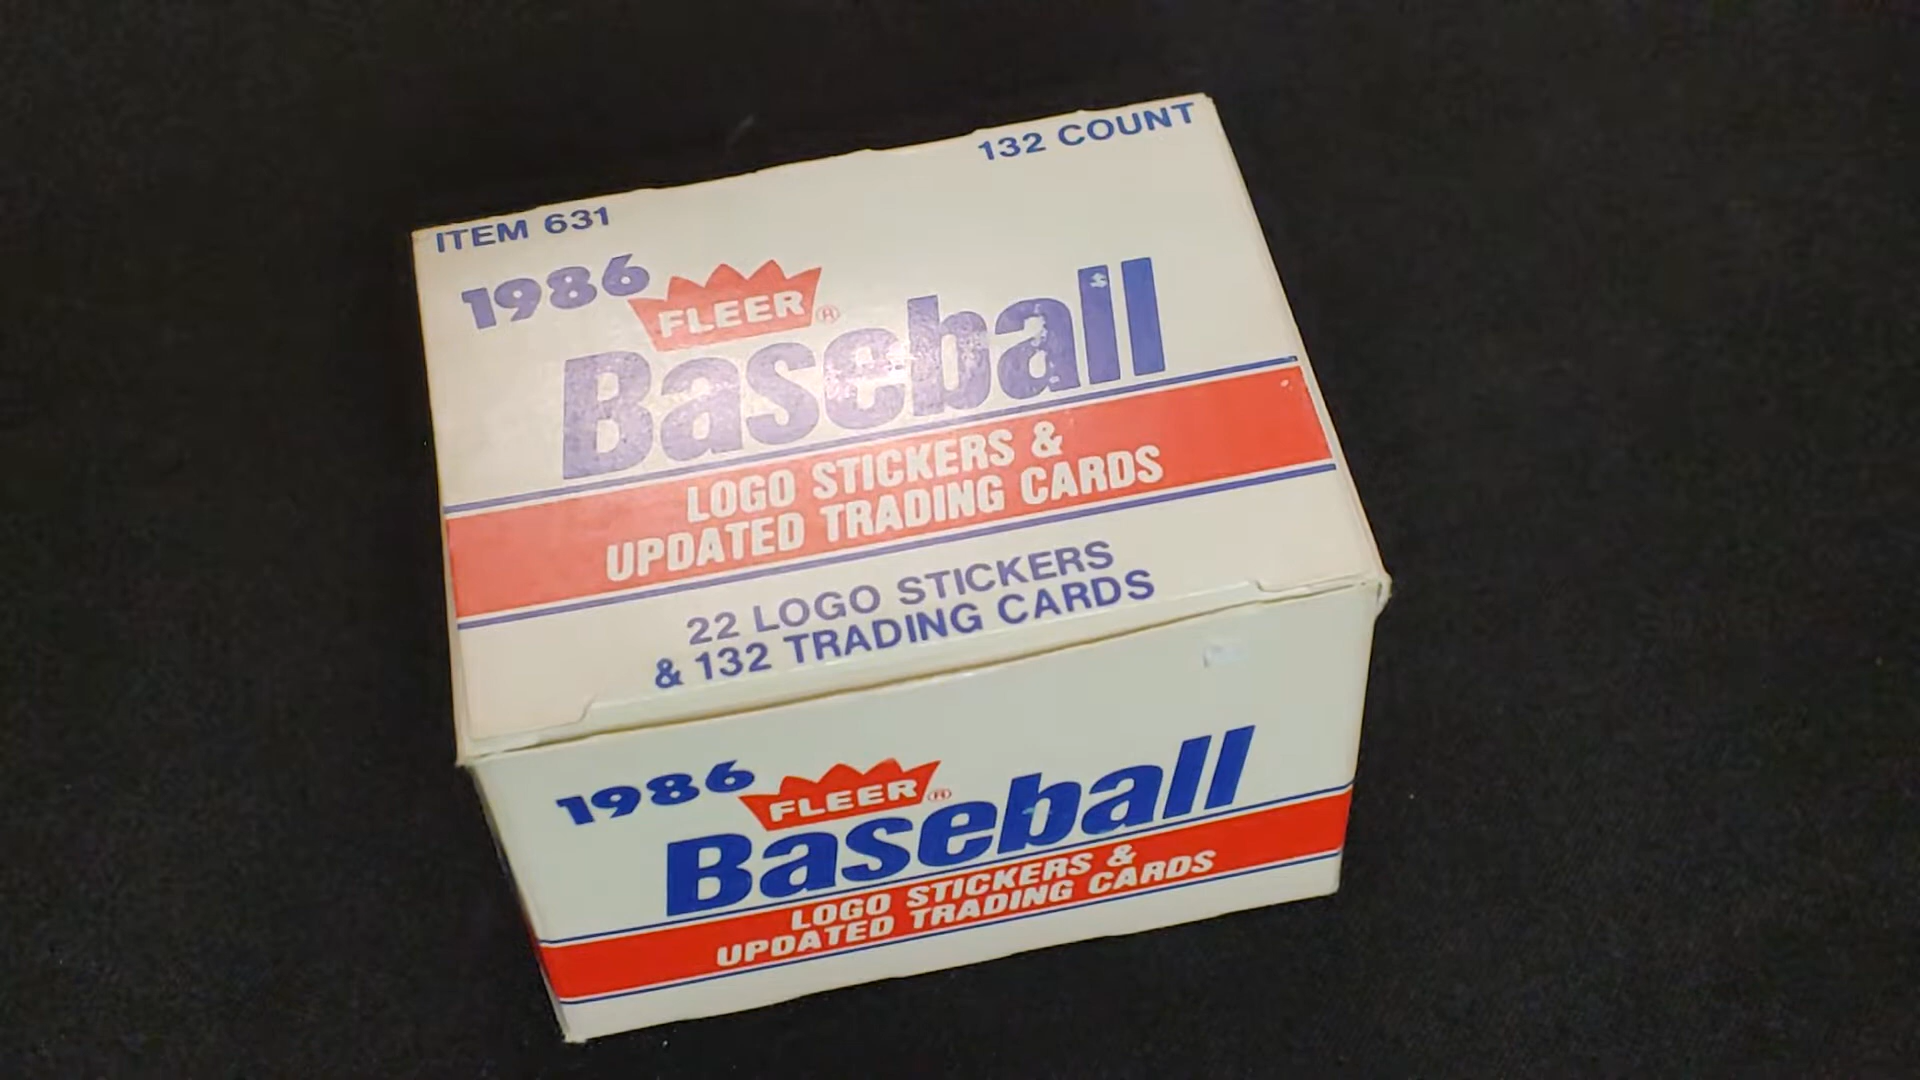 ITEM 631
132 COUNT
1986
FLEER®
Baseball
LOGO STICKERS &
UPDATED TRADING CARDS
22 LOGO STICKERS
& 132 TRADING CARDS
1986
FLEER®
Baseball
LOGO STICKERS &
UPDATED TRADING CARDS